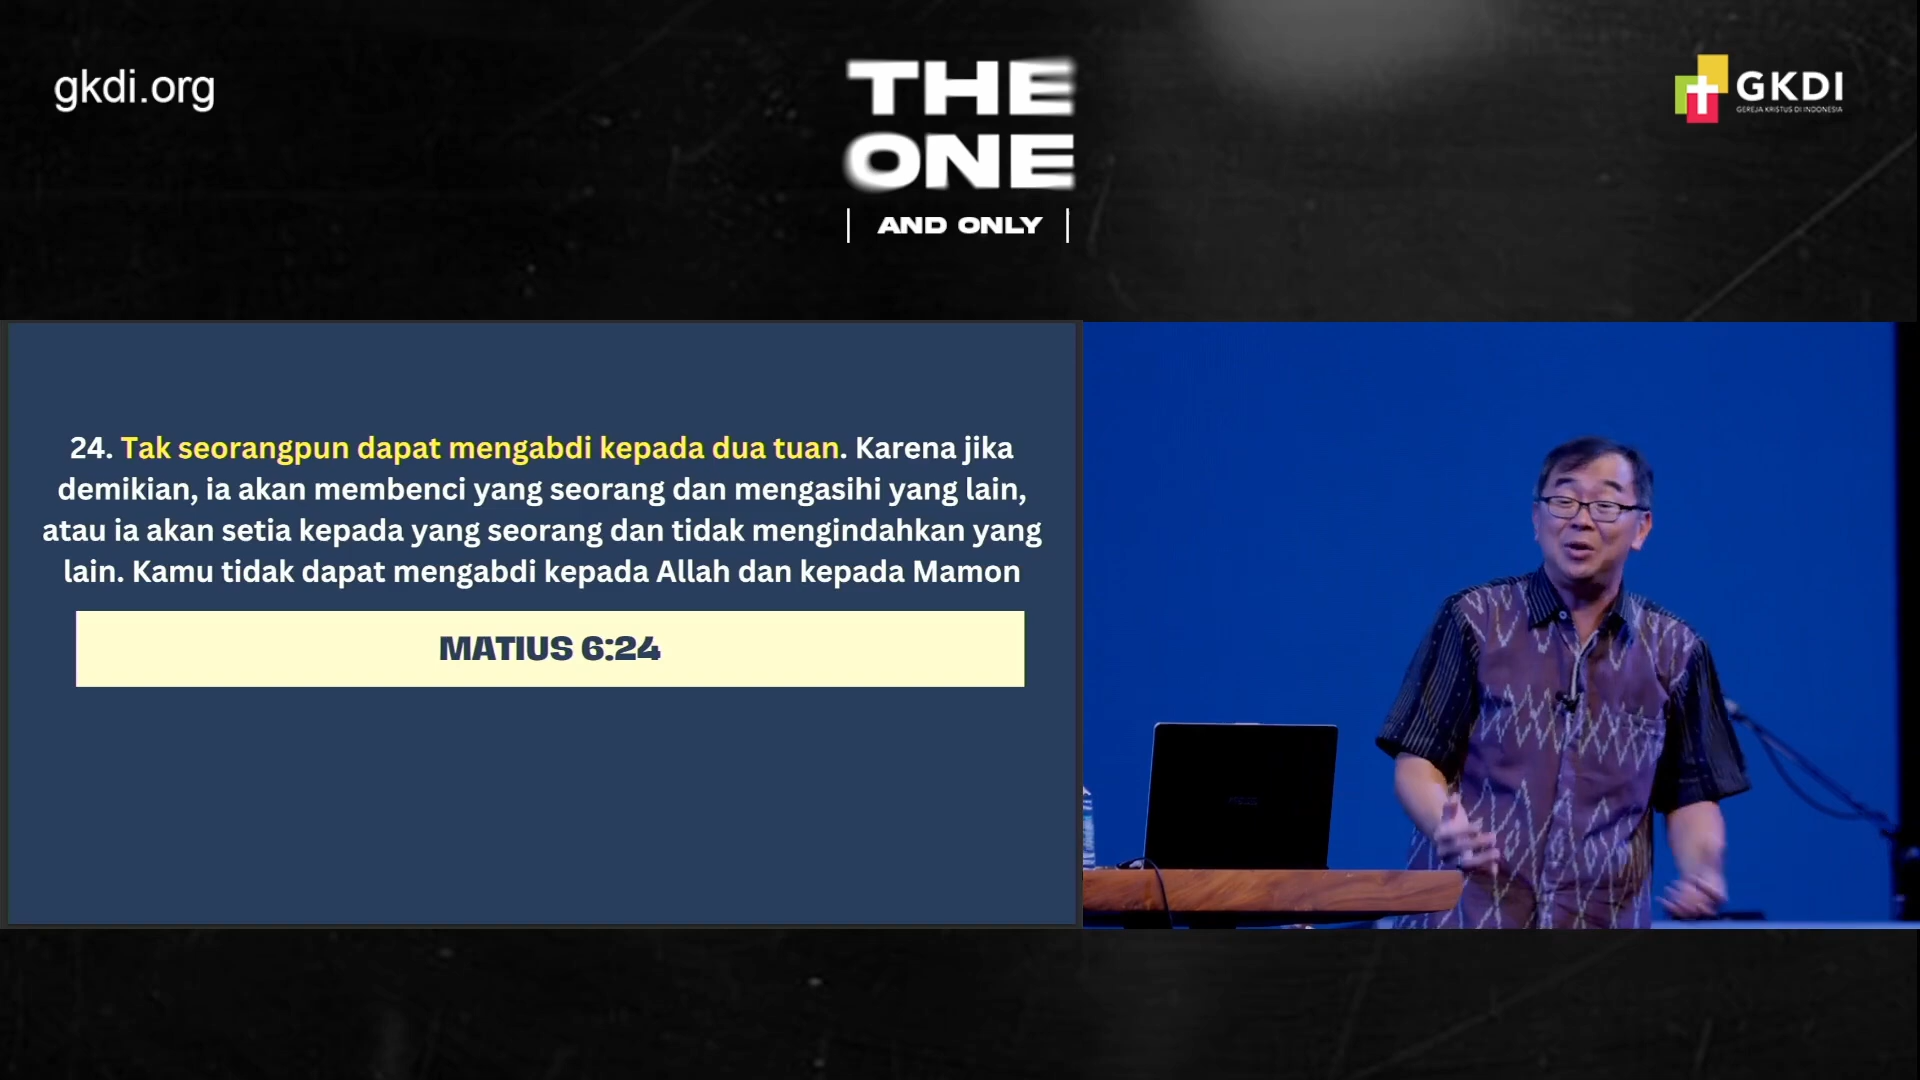 gkdi.org
THE
ONE
AND ONLY
GKDI
GEREJA KRISTUS DI INDONESIA
24. Tak seorangpun dapat mengabdi kepada dua tuan. Karena jika
demikian, ia akan membenci yang seorang dan mengasihi yang lain,
atau ia akan setia kepada yang seorang dan tidak mengindahkan yang
lain. Kamu tidak dapat mengabdi kepada Allah dan kepada Mamon
MATIUS 6:24